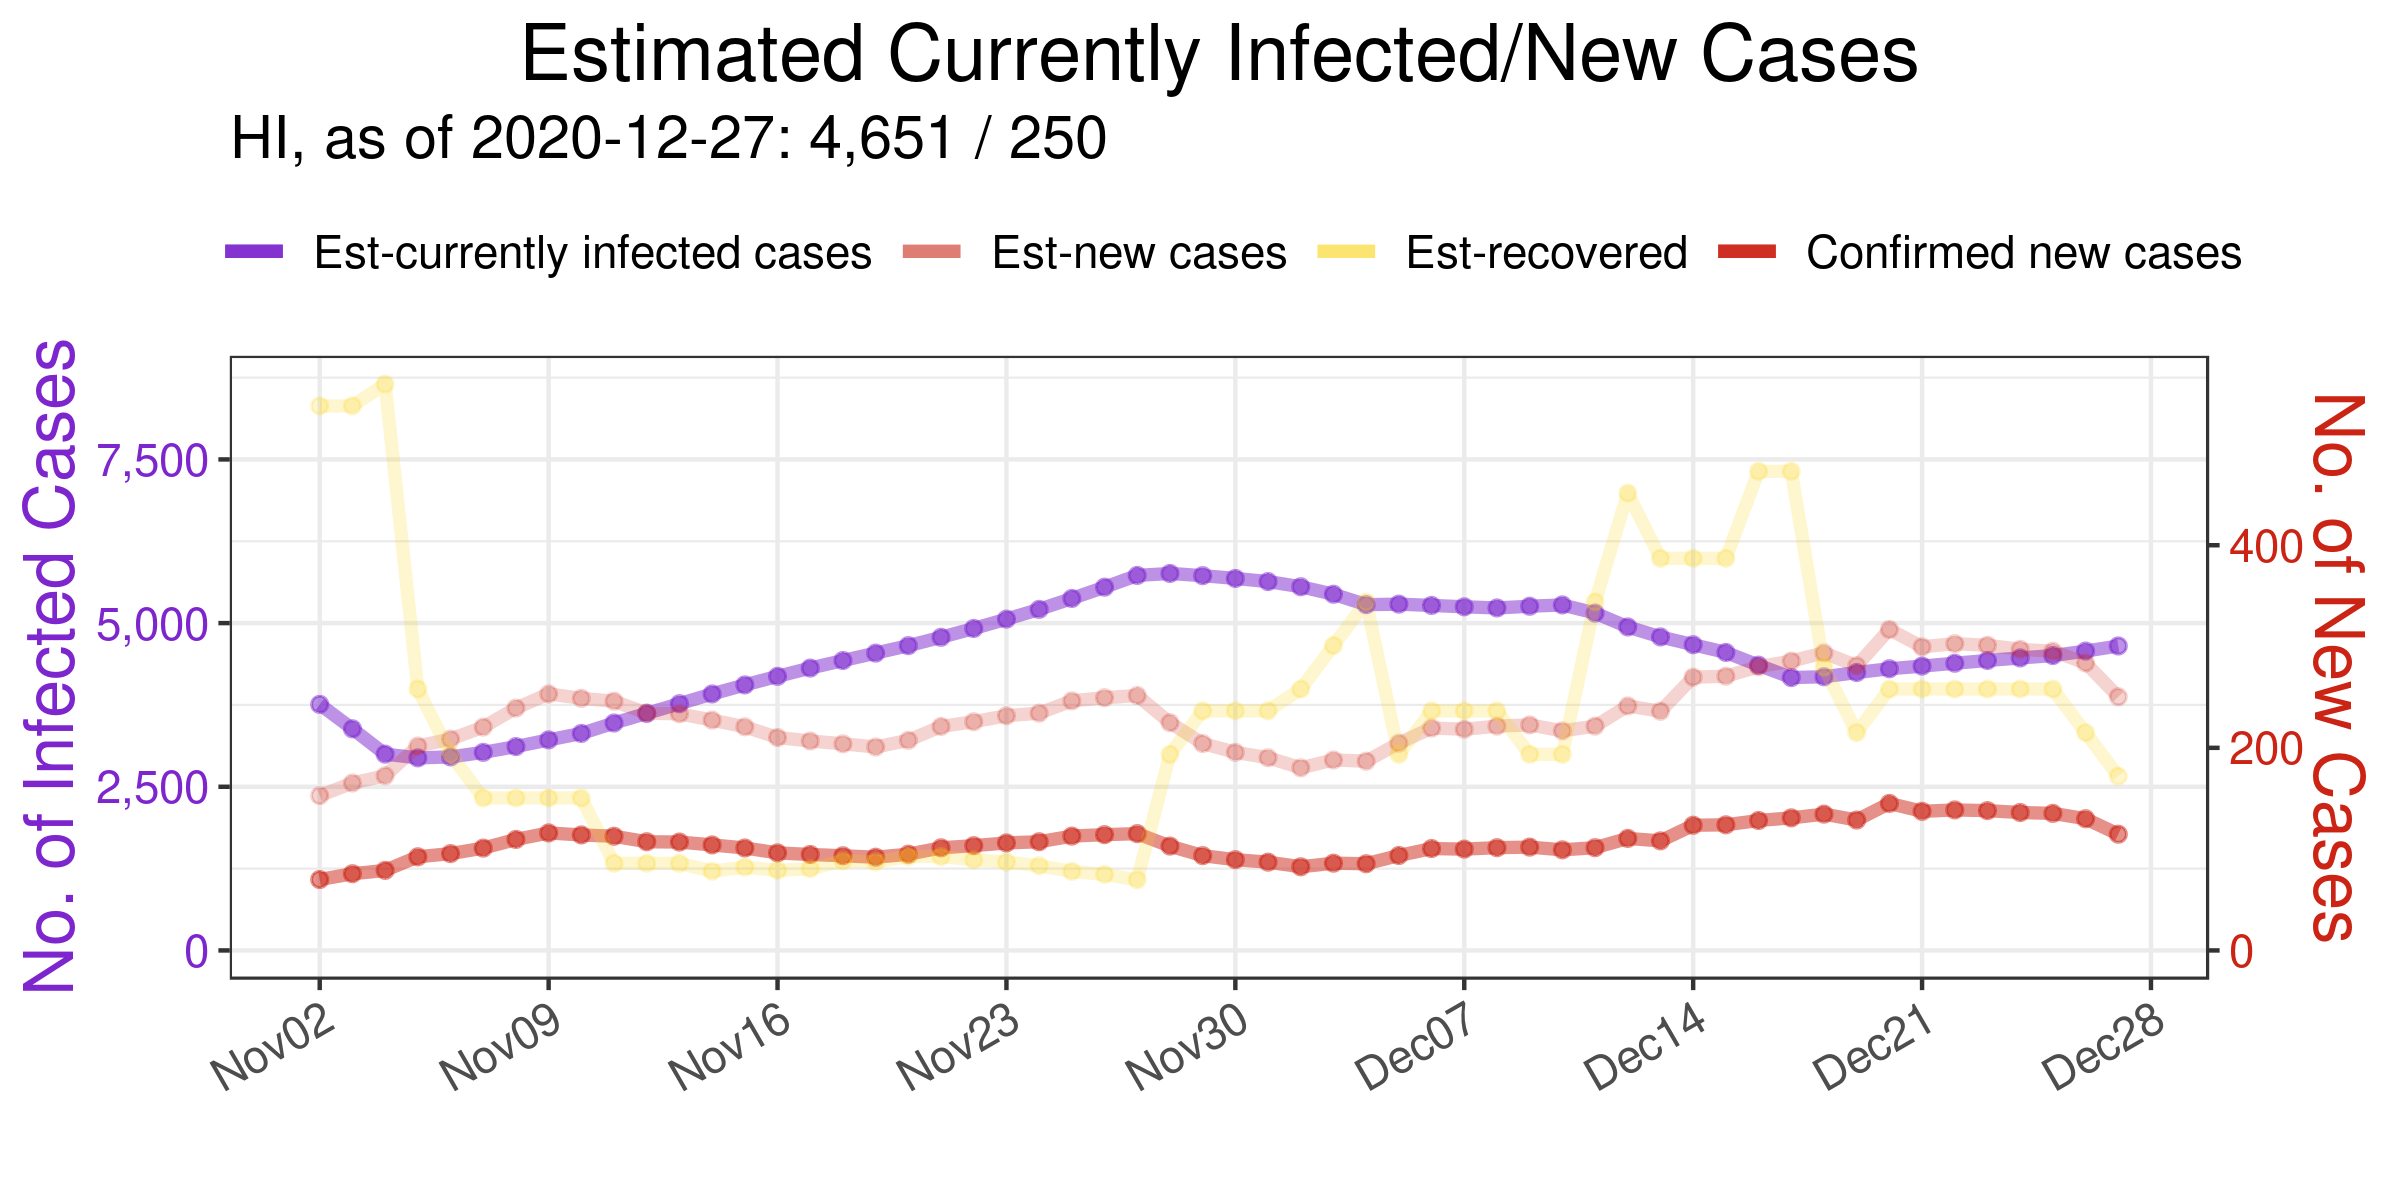 Estimated Currently Infected/New Cases
HI, as of 2020-12-27: 4,651 / 250
Est-currently infected cases Est-new cases Est-recovered Confirmed new cases
No. of Infected Cases
7,500
5,000
2,500
0
400
200
0
No. of New Cases
Nov02 Nov09 Nov16 Nov23 Nov30 Dec07 Dec14 Dec21 Dec28